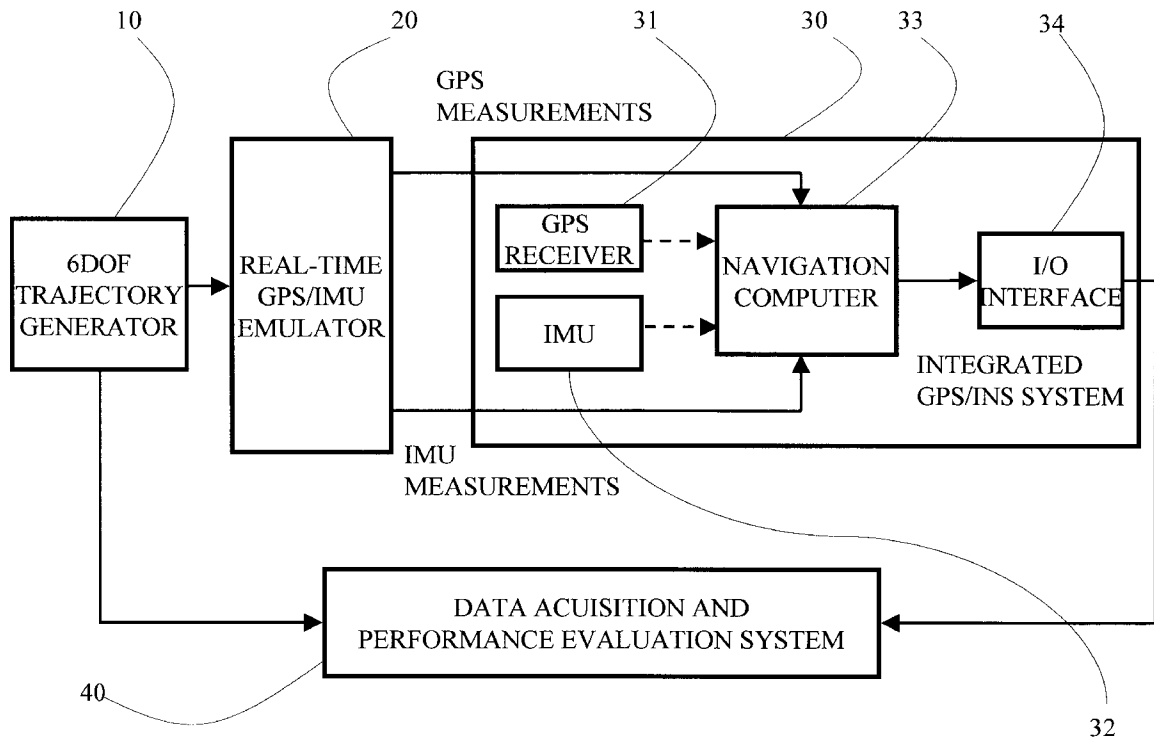 10
20
31
30
33
34
GPS
MEASUREMENTS
6DOF
TRAJECTORY
GENERATOR
REAL-TIME
GPS/IMU
EMULATOR
GPS
RECEIVER
IMU
NAVIGATION
COMPUTER
I/O
INTERFACE
INTEGRATED
GPS/INS SYSTEM
IMU
MEASUREMENTS
DATA ACUISITION AND
PERFORMANCE EVALUATION SYSTEM
40
32